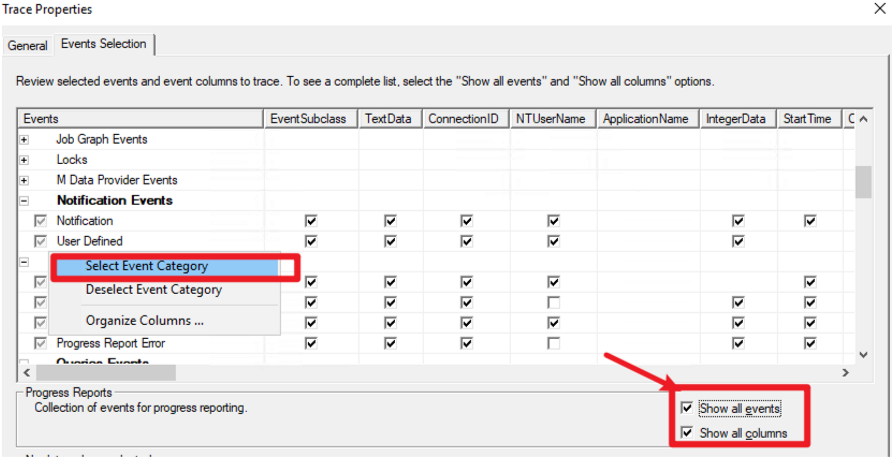 Trace Properties
General Events Selection
Review selected events and event columns to trace. To see a complete list, select the "Show all events" and "Show all columns" options.
Events EventSubclass TextData ConnectionID NTUserName ApplicationName IntegerData StartTime C
Job Graph Events
Locks
M Data Provider Events
Notification Events
Notification
User Defined
Select Event Category
Deselect Event Category
Organize Columns ...
Progress Report Error
Queries Events
Progress Reports
Collection of events for progress reporting.
Show all events
Show all columns